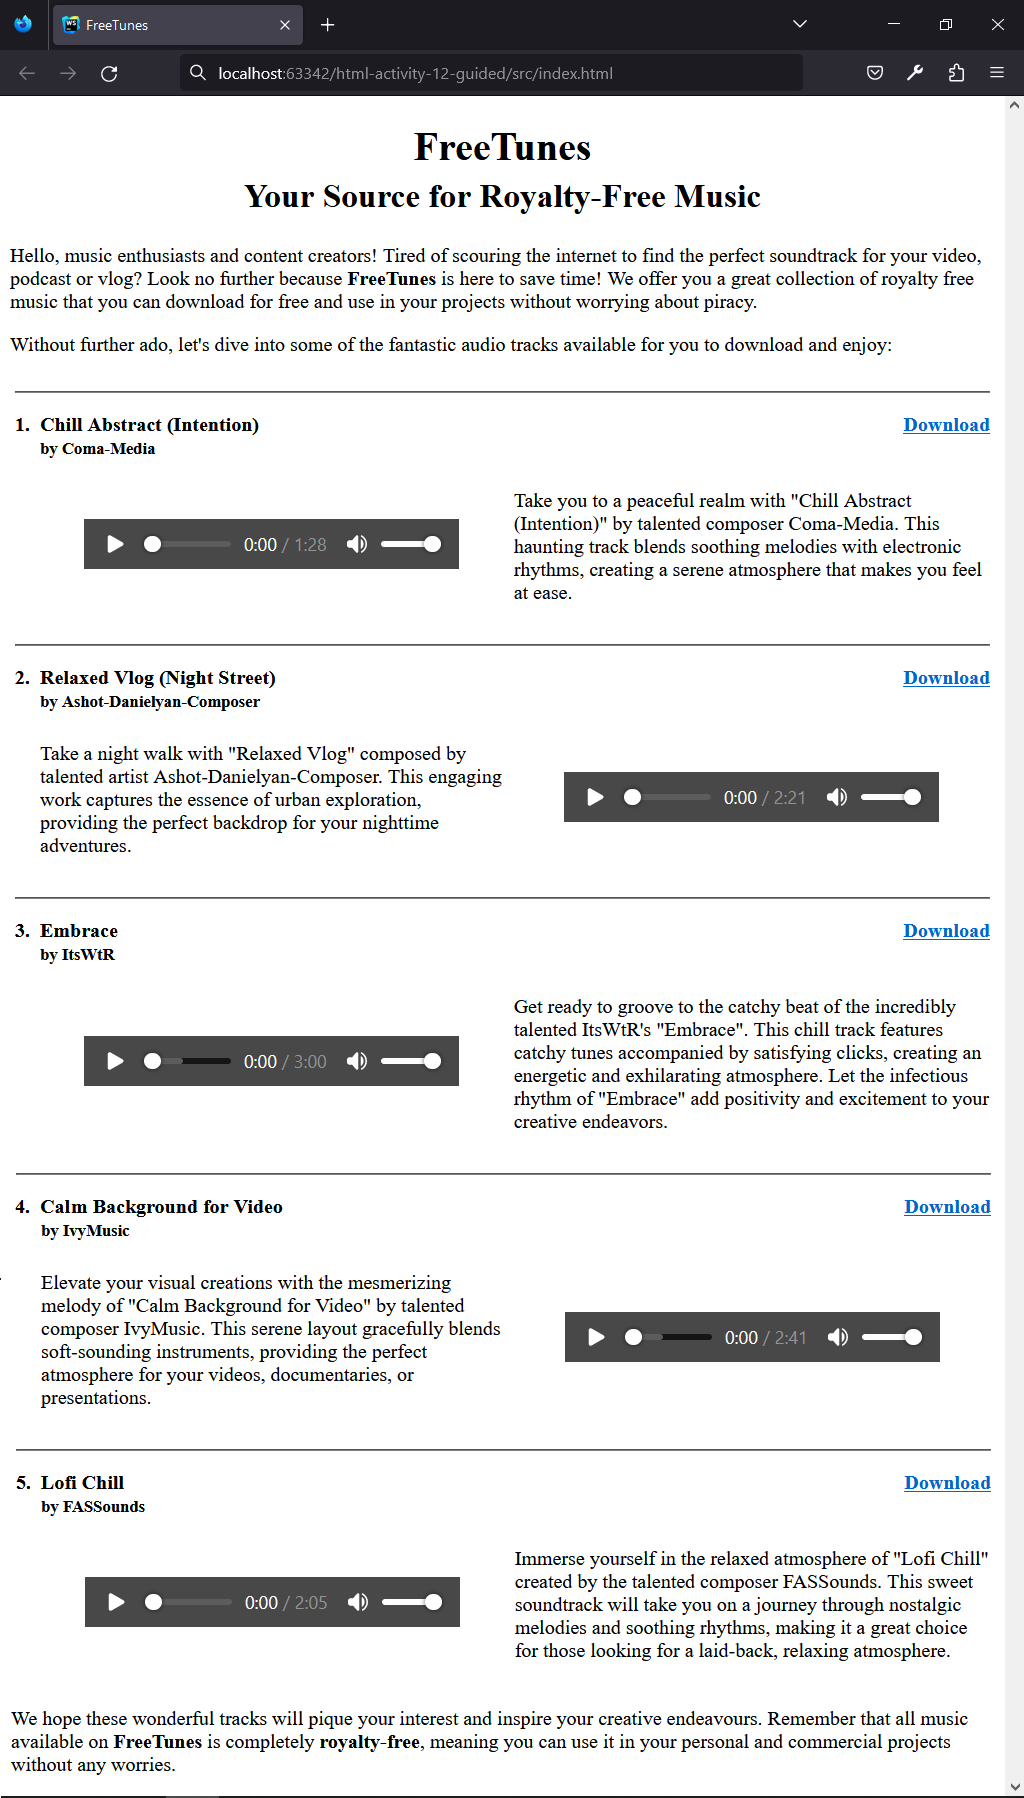 FreeTunes
localhost:63342/html-activity-12-guided/src/index.html
FreeTunes
Your Source for Royalty-Free Music
Hello, music enthusiasts and content creators! Tired of scouring the internet to find the perfect soundtrack for your video,
podcast or vlog? Look no further because FreeTunes is here to save time! We offer you a great collection of royalty free
music that you can download for free and use in your projects without worrying about piracy.
Without further ado, let's dive into some of the fantastic audio tracks available for you to download and enjoy:
1. Chill Abstract (Intention) Download
by Coma-Media
0:00 / 1:28
Take you to a peaceful realm with "Chill Abstract
(Intention)" by talented composer Coma-Media. This
haunting track blends soothing melodies with electronic
rhythms, creating a serene atmosphere that makes you feel
at ease.
2. Relaxed Vlog (Night Street) Download
by Ashot-Danielyan-Composer
Take a night walk with "Relaxed Vlog" composed by
talented artist Ashot-Danielyan-Composer. This engaging
work captures the essence of urban exploration,
providing the perfect backdrop for your nighttime
adventures.
0:00 / 2:21
3. Embrace Download
by ItsWtR
0:00 / 3:00
Get ready to groove to the catchy beat of the incredibly
talented ItsWtR's "Embrace". This chill track features
catchy tunes accompanied by satisfying clicks, creating an
energetic and exhilarating atmosphere. Let the infectious
rhythm of "Embrace" add positivity and excitement to your
creative endeavors.
4. Calm Background for Video Download
by IvyMusic
Elevate your visual creations with the mesmerizing
melody of "Calm Background for Video" by talented
composer IvyMusic. This serene layout gracefully blends
soft-sounding instruments, providing the perfect
atmosphere for your videos, documentaries, or
presentations.
0:00 / 2:41
5. Lofi Chill Download
by FASSounds
0:00 / 2:05
Immerse yourself in the relaxed atmosphere of "Lofi Chill"
created by the talented composer FASSounds. This sweet
soundtrack will take you on a journey through nostalgic
melodies and soothing rhythms, making it a great choice
for those looking for a laid-back, relaxing atmosphere.
We hope these wonderful tracks will pique your interest and inspire your creative endeavours. Remember that all music
available on FreeTunes is completely royalty-free, meaning you can use it in your personal and commercial projects
without any worries.